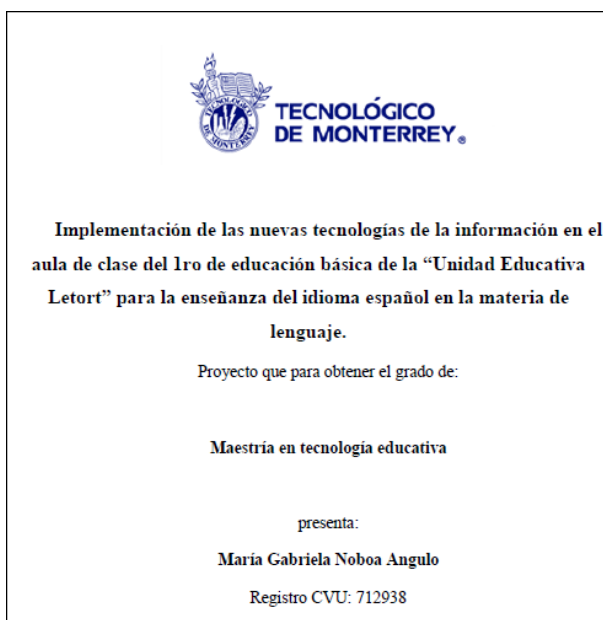 TECNOLÓGICO
DE MONTERREY®
Implementación de las nuevas tecnologías de la información en el
aula de clase del 1ro de educación básica de la “Unidad Educativa
Letort” para la enseñanza del idioma español en la materia de
lenguaje.
Proyecto que para obtener el grado de:
Maestría en tecnología educativa
presenta:
María Gabriela Noboa Angulo
Registro CVU: 712938